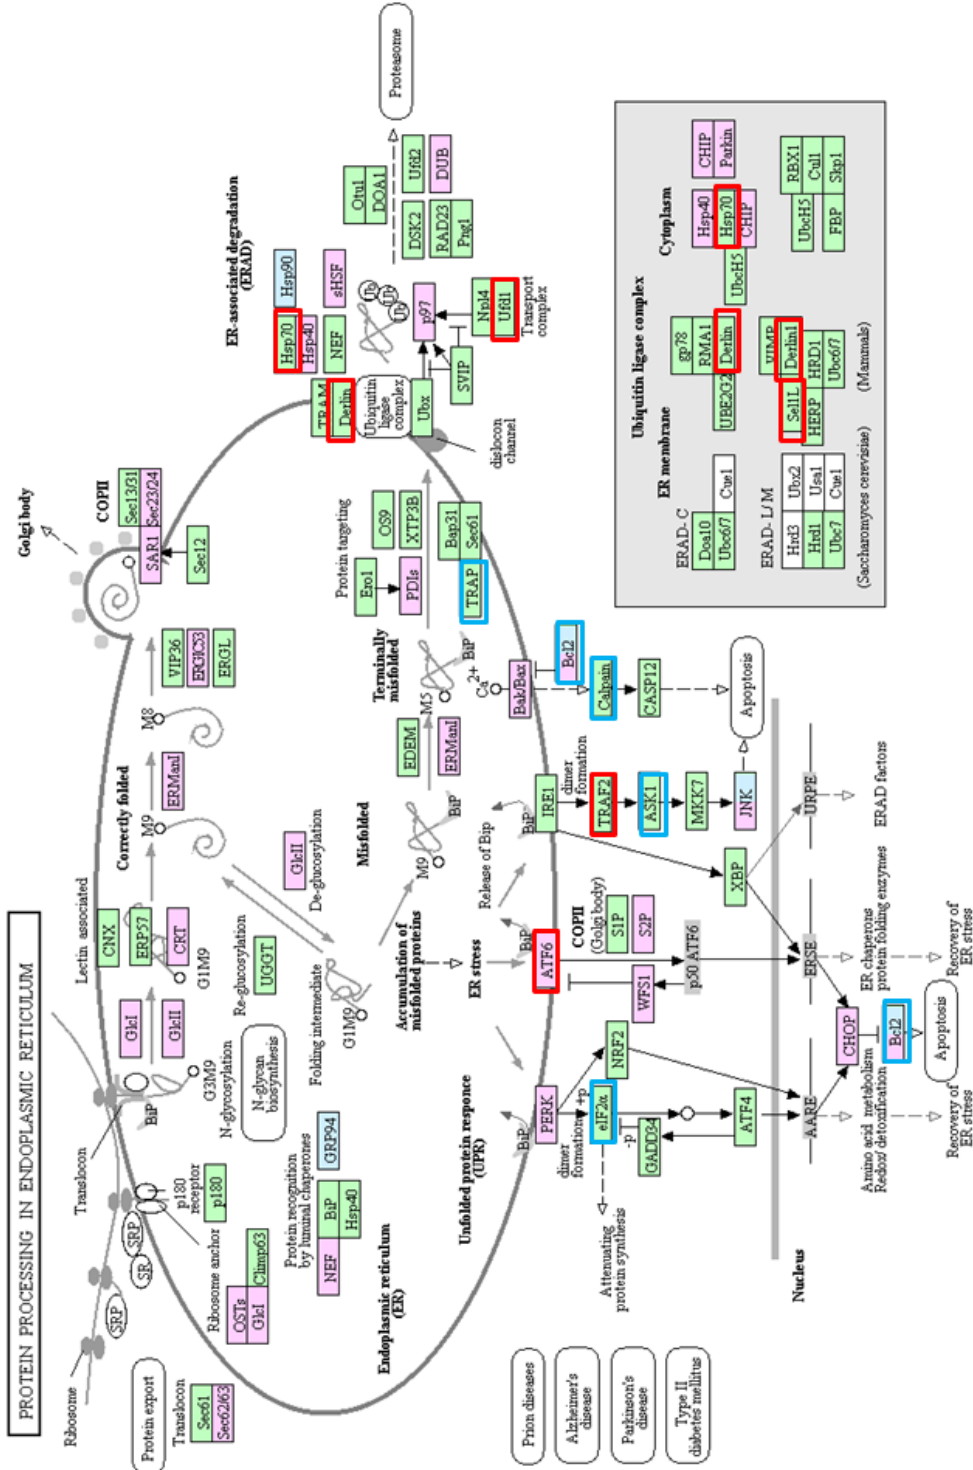 PROTEIN PROCESSING IN ENDOPLASMIC RETICULUM
Ribosome
SRP
SR
SRP
Protein export
Translocon
Sec61
Sec62/63
Ribosome anchor
OSTs
GlcI
Climp63
p180
receptor
p180
Translocon
BiP
G3M9
N-glycosylation
N-glycan
biosynthesis
Protein recognition
by luminal chaperones
NEF
BiP
Hsp40
GRP94
GlcI
GlcII
Lectin associated
CNX
ERP57
CRT
G1M9
Re-glucosylation
UGGT
Folding intermediate
G1M9
GlcII
De-glucosylation
Correctly folded
M9
ERManI
M8
VIP36
ERGIC53
ERGL
Golgi body
COPII
SAR1
Sec13/31
Sec23/24
Sec12
Misfolded
M9
BiP
EDEM
ERManI
Terminally
misfolded
M5
BiP
Protein targeting
Ero1
PDIs
OS9
XTP3B
TRAP
Bap31
Sec61
Accumulation of
misfolded proteins
ER stress
Endoplasmic reticulum
(ER)
ER-associated degradation
(ERAD)
Hsp70
Hsp40
NEF
Hsp90
sHSF
TRAM
Derlin
Ubiquitin
ligase
complex
Ubx
dislocon
channel
SVIP
Ub
Ub
Ub
p97
Npl4
Ufd1
Transport
complex
Otu1
DOA1
DSK2
RAD23
Png1
Ufd2
DUB
Proteasome
Unfolded protein responce
(UPR)
BiP
PERK
dimer
formation
+p
eIF2α
-p
GADD34
ATF4
NRF2
Attenuating
protein synthesis
BiP
ATF6
COPII
(Golgi body)
S1P
S2P
WFS1
p50 ATF6
Release of Bip
BiP
IRE1
dimer
formation
TRAF2
ASK1
MKK7
JNK
XBP
Ca
2+
Bak/Bax
Bcl2
Calpain
CASP12
Apoptosis
Nucleus
AARE
ERSE
URPE
CHOP
Bcl2
Apoptosis
Amino acid metabolism
Redox/detoxification
Recovery of
ER stress
ER chaperons
protein folding enzymes
Recovery of
ER stress
ERAD factors
Prion diseases
Alzheimer's
disease
Parkinson's
disease
Type II
diabetes mellitus
Ubiquitin ligase complex
ER membrane
Cytoplasm
ERAD- C
Doa10
Ubc6/7
Cue1
gp78
RMA1
UBE2G2
Derlin
UbcH5
Hsp40
Hsp70
CHIP
CHIP
Parkin
ERAD- L/M
Hrd3
Ubx2
Hrd1
Usa1
Ubc7
Cue1
VIMP
Sel1L
Derlin1
HERP
HRD1
Ubc6/7
UbcH5
RBX1
Cul1
FBP
Skp1
(Saccharomyces cerevisiae)
(Mammals)